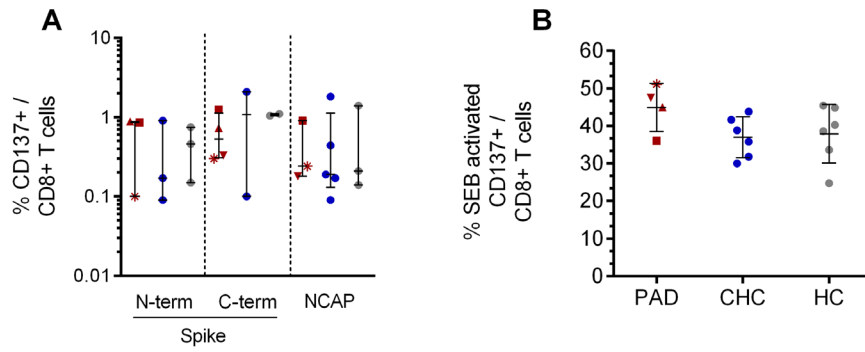 A
% CD137+ /
CD8+ T cells
10
1
0.1
0.01
N-term
C-term
NCAP
Spike
B
% SEB activated
CD137+ /
CD8+ T cells
60
50
40
30
20
10
0
PAD
CHC
HC